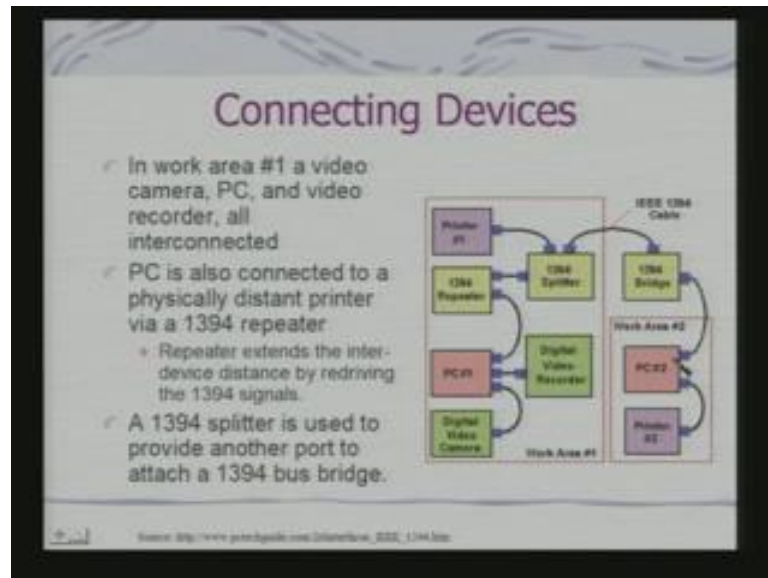 Connecting Devices
In work area #1 a video
camera, PC, and video
recorder, all
interconnected
PC is also connected to a
physically distant printer
via a 1394 repeater
Repeater extends the inter-
device distance by redriving
the 1394 signals.
A 1394 splitter is used to
provide another port to
attach a 1394 bus bridge.
IEEE 1394
Cable
Printer
#1
1394
Repeater
1394
Splitter
1394
Bridge
Work Area #2
PC#1
Digital
Video
Recorder
PC#2
Digital
Video
Camera
Work Area #1
Printer
#2